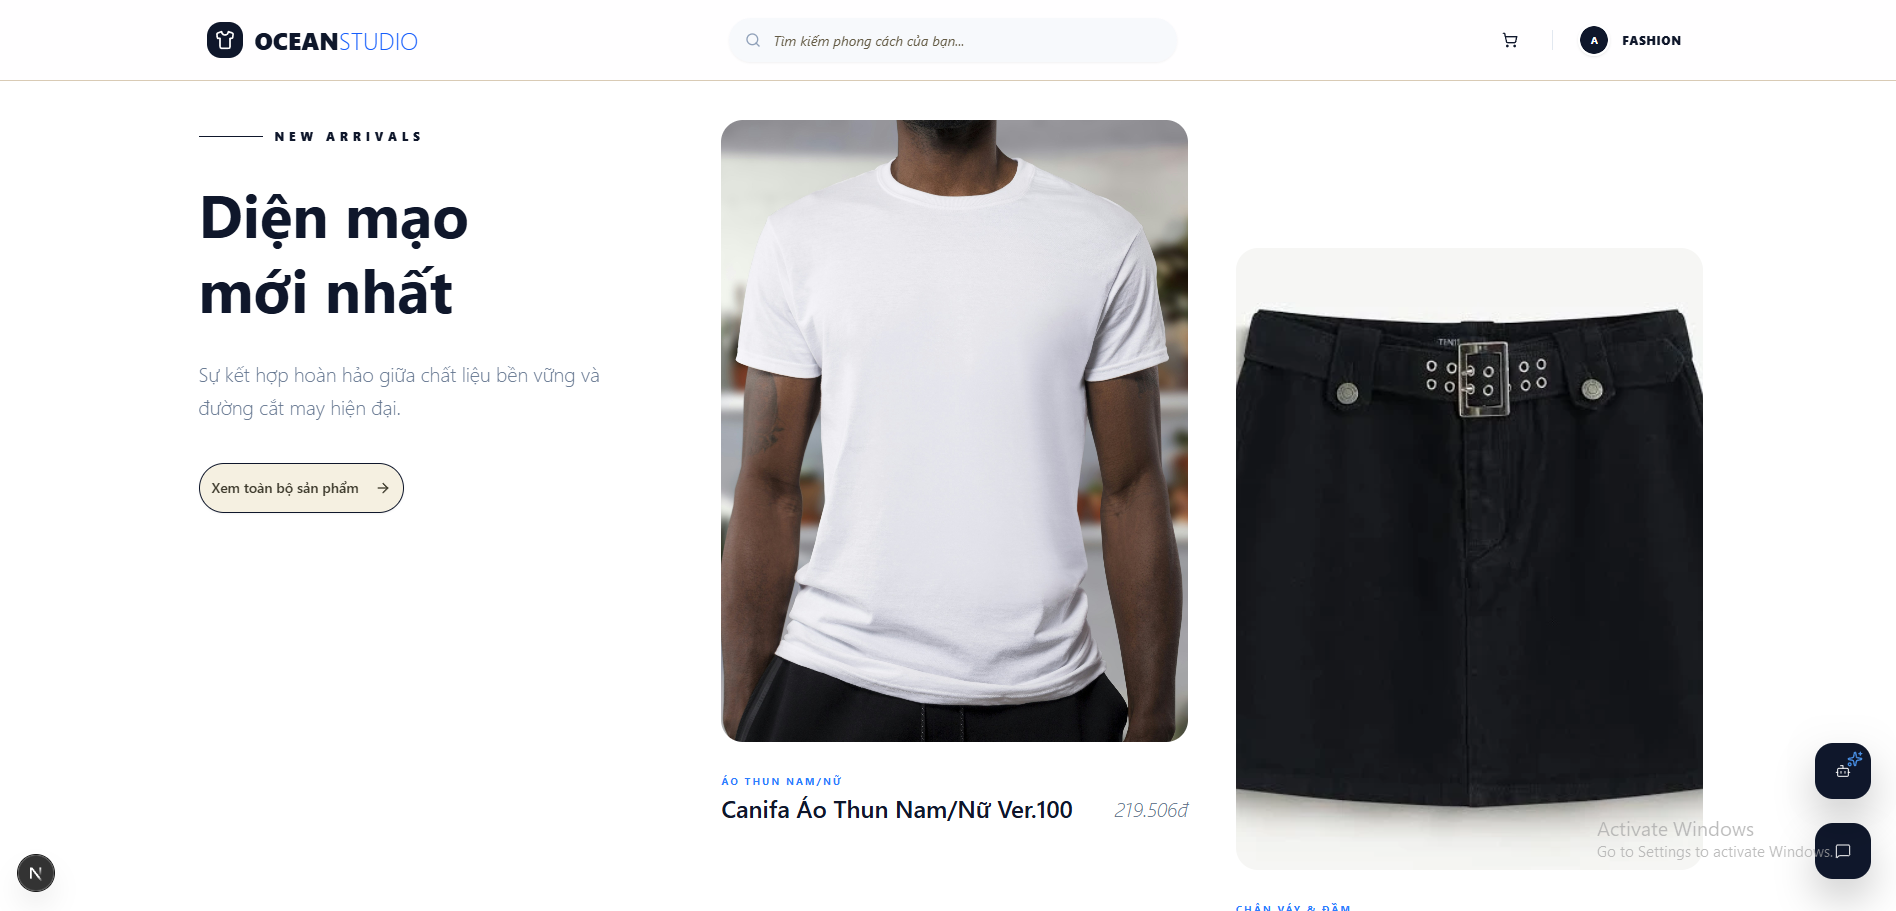 OCEANSTUDIO
Tìm kiếm phong cách của bạn...
A
FASHION
NEW ARRIVALS
Diện mạo
mới nhất
Sự kết hợp hoàn hảo giữa chất liệu bền vững và
đường cắt may hiện đại.
Xem toàn bộ sản phẩm
ÁO THUN NAM/NỮ
Canifa Áo Thun Nam/Nữ Ver.100
219.506đ
Activate Windows
Go to Settings to activate Windows.
N
CHÂN VÁY & ĐẦM